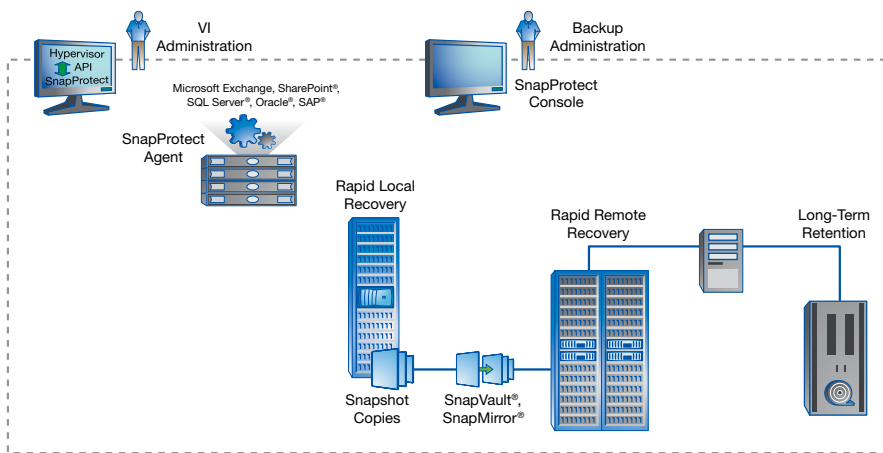 VI
Administration
Hypervisor
API
SnapProtect
Backup
Administration
SnapProtect
Console
Microsoft Exchange, SharePoint®,
SQL Server®, Oracle®, SAP®
SnapProtect
Agent
Rapid Local
Recovery
Rapid Remote
Recovery
Long-Term
Retention
Snapshot
Copies
SnapVault®,
SnapMirror®